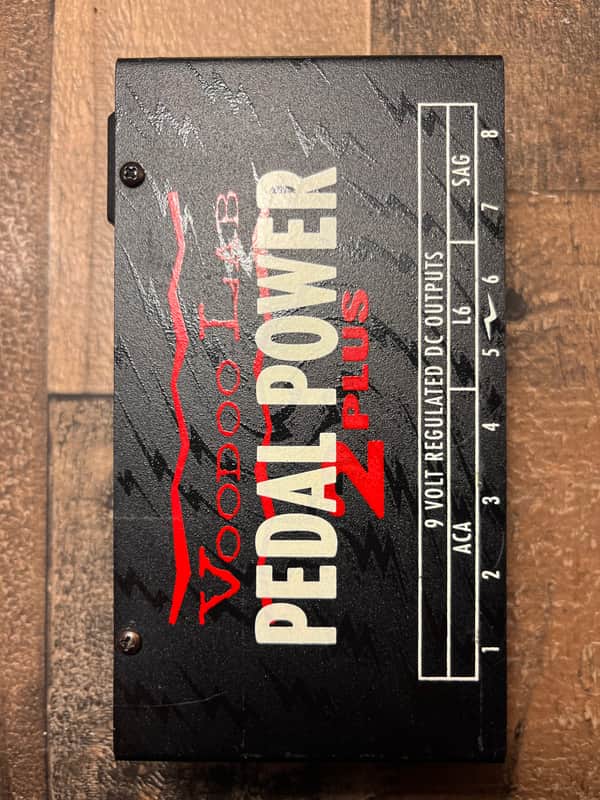 VOODOO LAB
PEDAL POWER
2 PLUS
9 VOLT REGULATED DC OUTPUTS
ACA L6 SAG
1 2 3 4 5 6 7 8